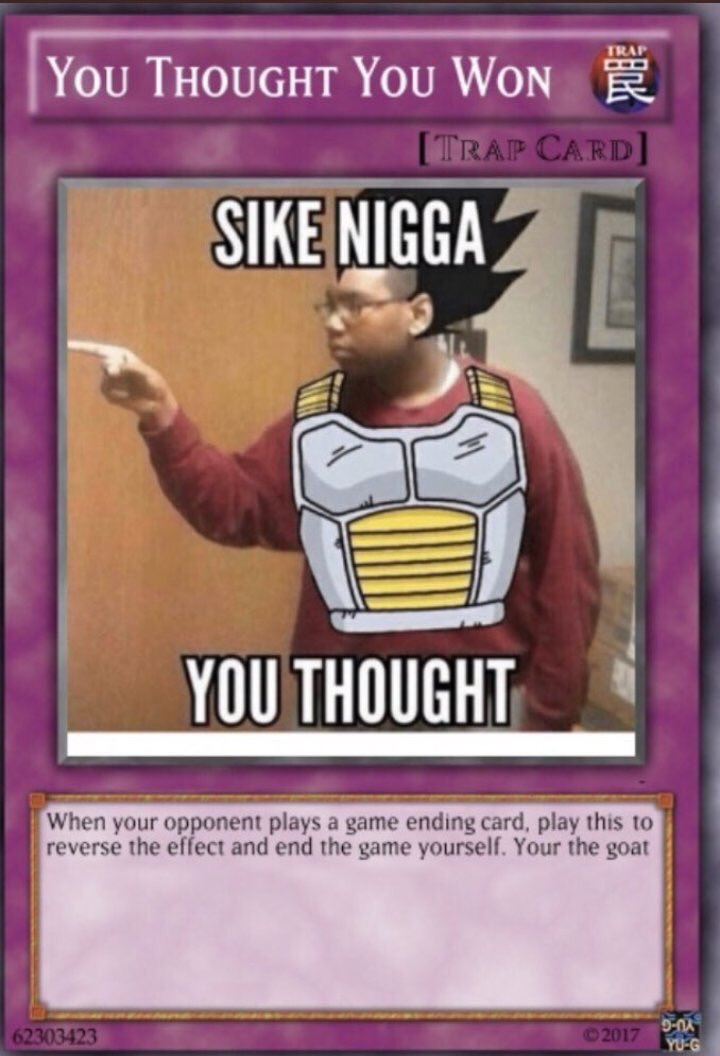 You Thought You Won
TRAP
罠
[TRAP CARD]
SIKE NIGGA
YOU THOUGHT
When your opponent plays a game ending card, play this to
reverse the effect and end the game yourself. Your the goat
62303423
©2017
YU-G